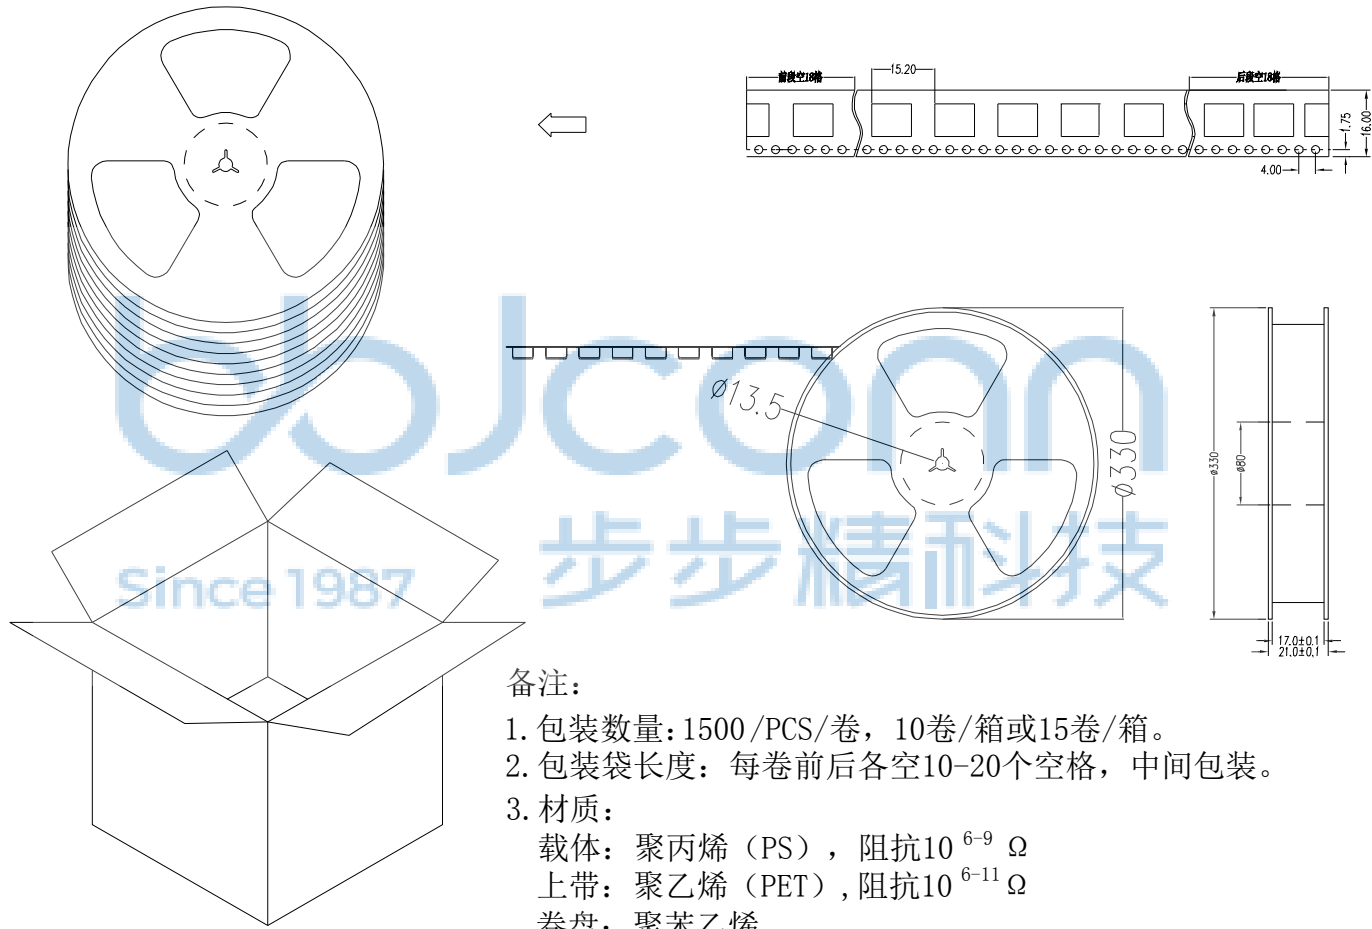 前段空18格
15.20
后段空18格
1.75
16.00
4.00
bbjconn
Ø13.5
Ø330
ø330
ø80
步步精科技
Since 1987
17.0±0.1
21.0±0.1
备注：
1.包装数量:1500/PCS/卷，10卷/箱或15卷/箱。
2.包装袋长度：每卷前后各空10-20个空格，中间包装。
3.材质：
载体：聚丙烯（PS），阻抗10 6-9 Ω
上带：聚乙烯（PET）,阻抗10 6-11 Ω
卷盘：聚苯乙烯